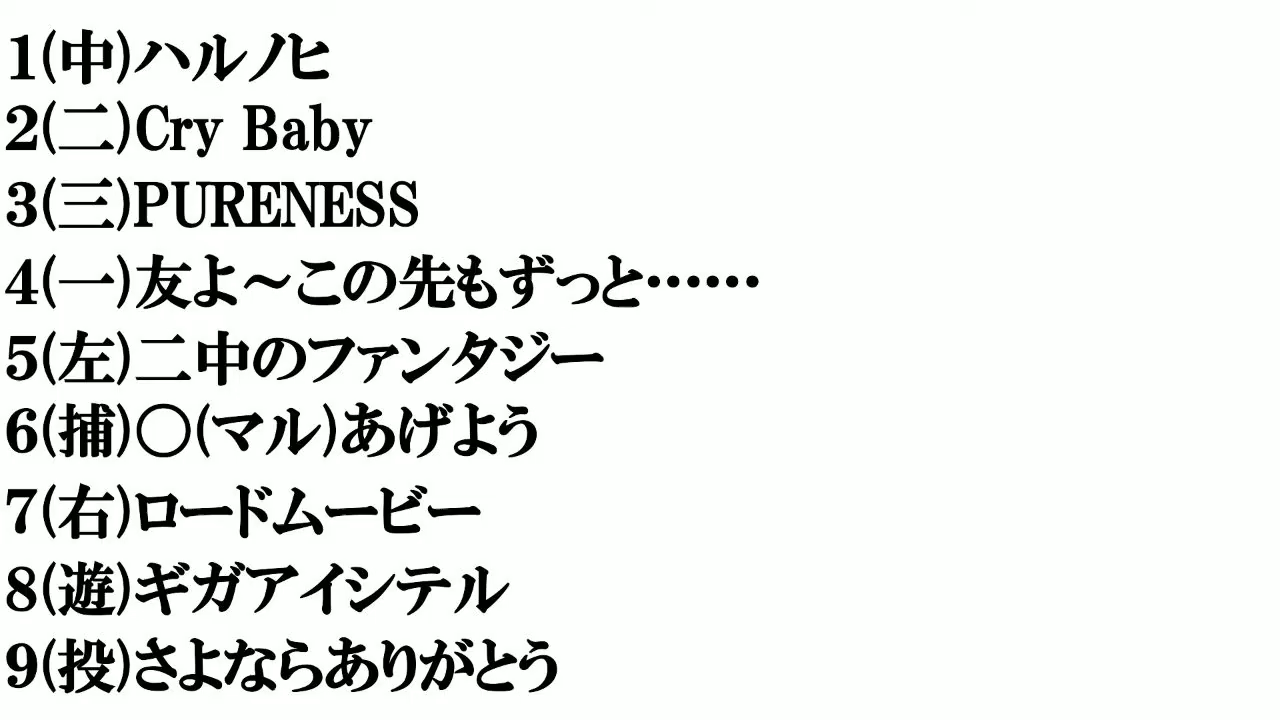 1(中)ハルノヒ
2(二)Cry Baby
3(三)PURENESS
4(一)友よ～この先もずっと……
5(左)二中のファンタジー
6(捕)〇(マル)あげよう
7(右)ロードムービー
8(遊)ギガアイシテル
9(投)さよならありがとう